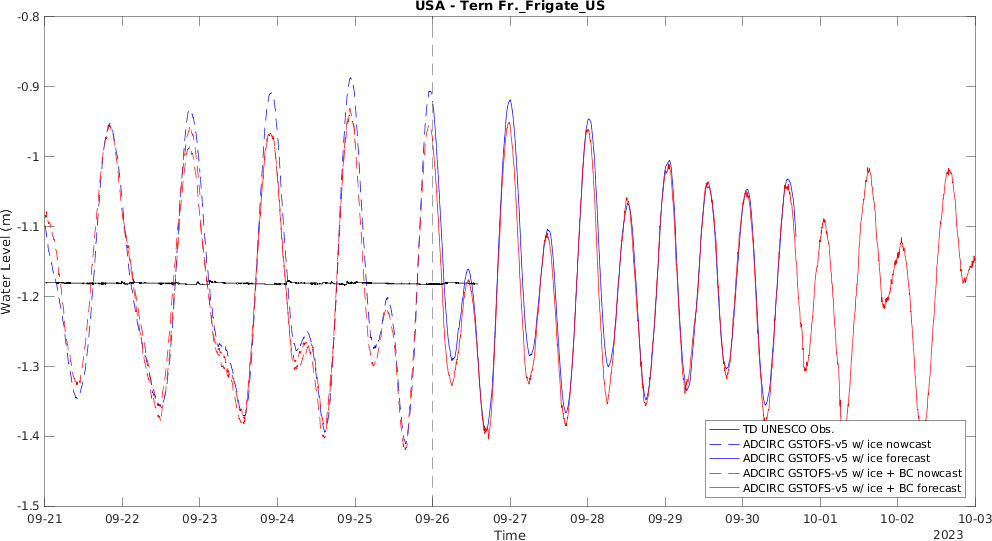 USA - Tern Fr._Frigate_US
Water Level (m)
-0.8
-0.9
-1
-1.1
-1.2
-1.3
-1.4
-1.5
TD UNESCO Obs.
ADCIRC GSTOFS-v5 w/ ice nowcast
ADCIRC GSTOFS-v5 w/ ice forecast
ADCIRC GSTOFS-v5 w/ ice + BC nowcast
ADCIRC GSTOFS-v5 w/ ice + BC forecast
09-21 09-22 09-23 09-24 09-25 09-26 09-27 09-28 09-29 09-30 10-01 10-02 10-03
Time
2023